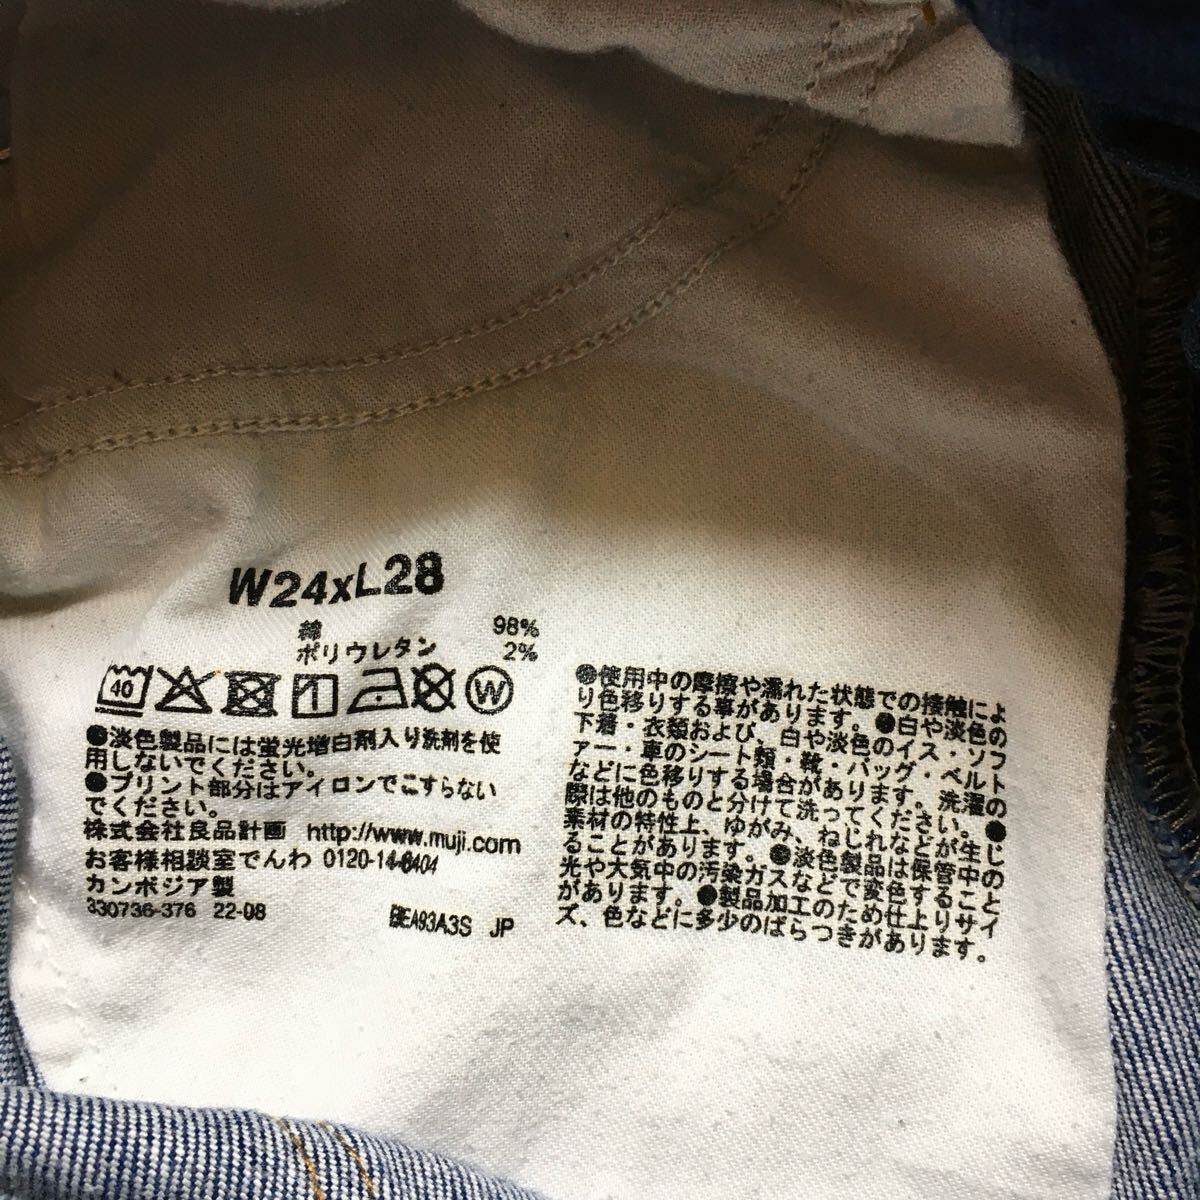 W24xL28
綿 98%
ポリウレタン 2%
40
W
●淡色製品には蛍光増白剤入り洗剤を使
用しないでください。
●プリント部分はアイロンでこすらない
でください。
株式会社良品計画 http://www.muji.com
お客様相談室でんわ 0120-14-6404
カンボジア製
330736-376 22-08
EA93A3S JP
●使用中の摩擦や濡れた状態での接触によ
り色移りする事があります。●白や淡色の
下着・衣類および、白や淡色のイス・ソフ
ァー・車のシート類・靴・バッグ・ベルト
などに色移りする場合があります。洗濯の
際は他のものと分けて洗ってください。●
素材の特性上、ゆがみ、ねじれなどが生じ
ることがあります。●淡色製品は保管中の
光や大気中の汚染ガスなどで変色すること
があります。●製品加工のため仕上りサイ
ズ、色などに多少のばらつきがあります。